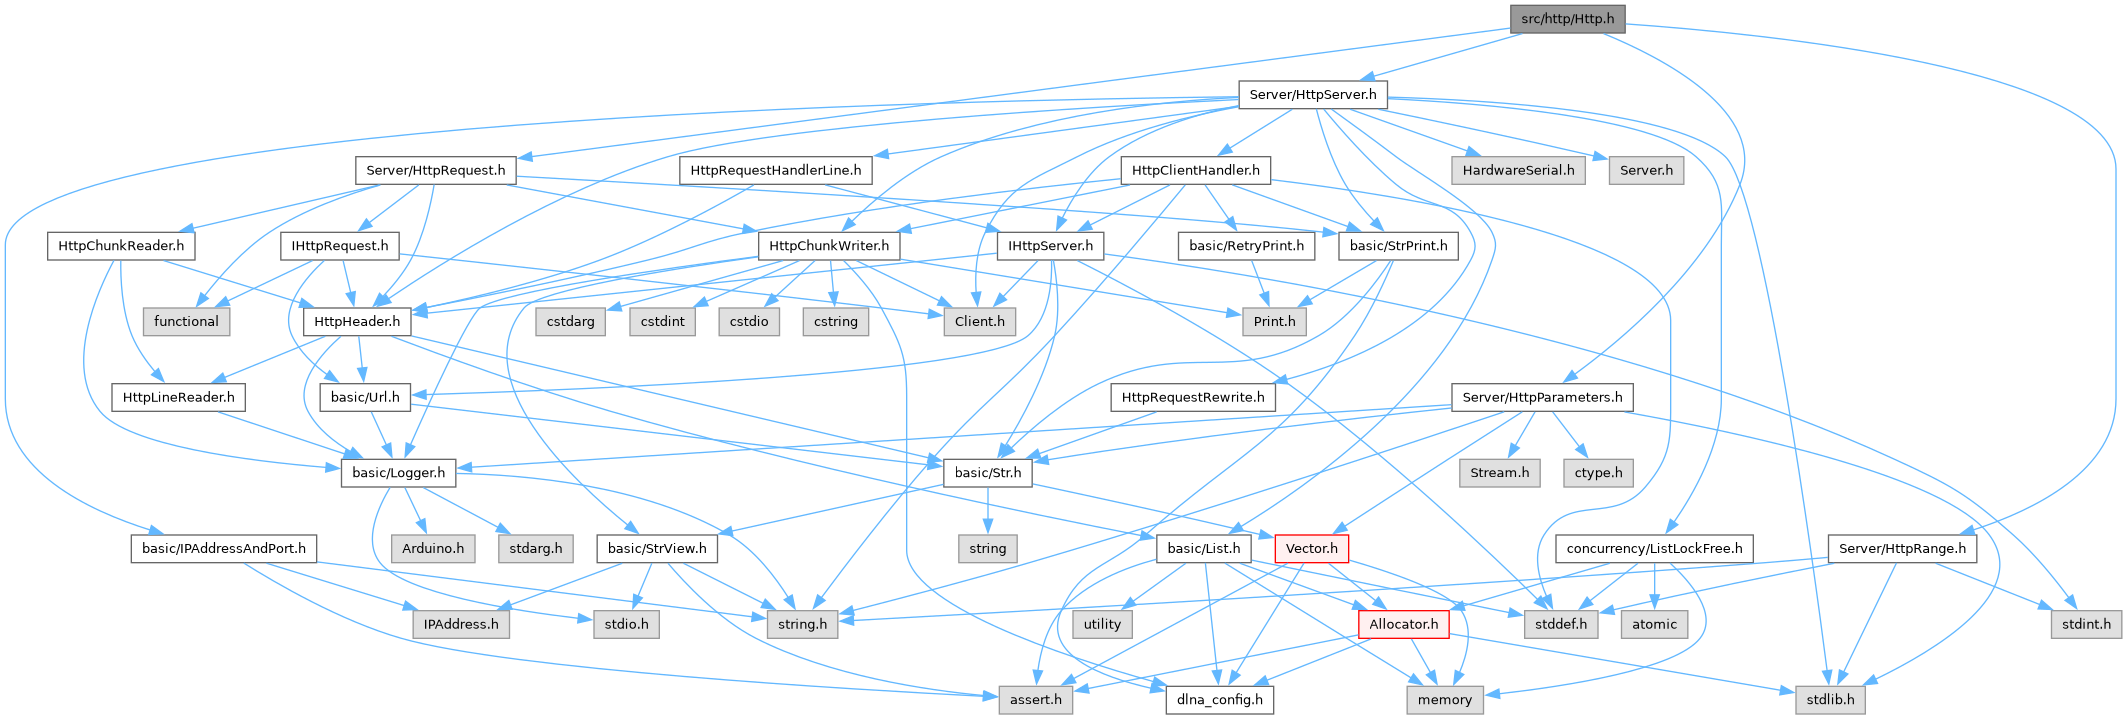 src/http/Http.h
Server/HttpServer.h
Server/HttpRequest.h
HttpRequestHandlerLine.h
HttpClientHandler.h
HardwareSerial.h
Server.h
HttpChunkReader.h
IHttpRequest.h
HttpChunkWriter.h
IHttpServer.h
basic/RetryPrint.h
basic/StrPrint.h
functional
HttpHeader.h
cstdarg
cstdint
cstdio
cstring
Client.h
Print.h
HttpLineReader.h
basic/Url.h
HttpRequestRewrite.h
Server/HttpParameters.h
basic/Logger.h
basic/Str.h
Stream.h
ctype.h
basic/IPAddressAndPort.h
Arduino.h
stdarg.h
basic/StrView.h
string
basic/List.h
Vector.h
concurrency/ListLockFree.h
Server/HttpRange.h
IPAddress.h
stdio.h
string.h
utility
Allocator.h
stddef.h
atomic
stdint.h
assert.h
dlna_config.h
memory
stdlib.h